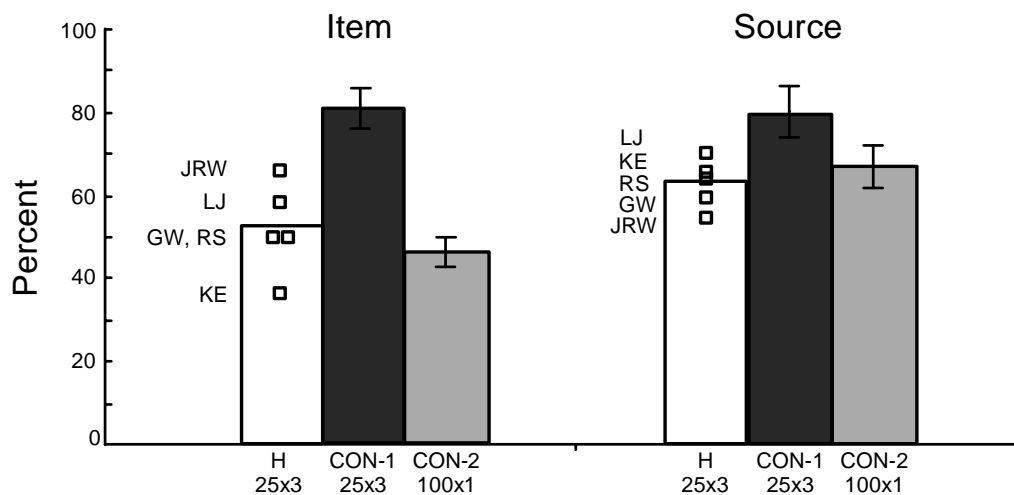 Item
Source
Percent
100
80
60
40
20
0
JRW
LJ
GW, RS
KE
LJ
KE
RS
GW
JRW
H
25x3
CON-1
25x3
CON-2
100x1
H
25x3
CON-1
25x3
CON-2
100x1